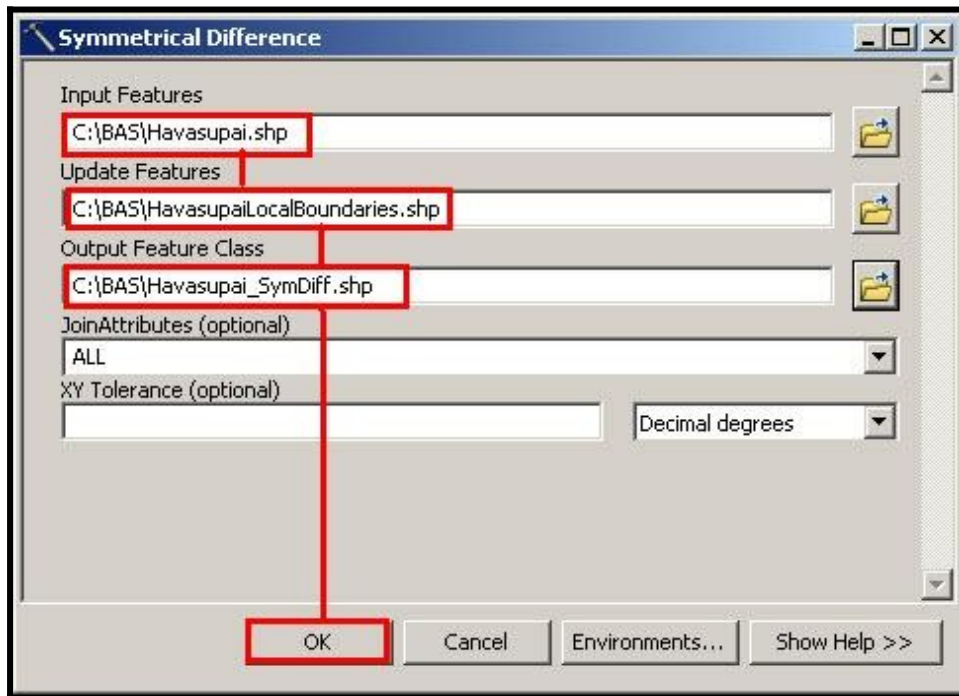 Symmetrical Difference
Input Features
C:\BAS\Havasupai.shp
Update Features
C:\BAS\HavasupaiLocalBoundaries.shp
Output Feature Class
C:\BAS\Havasupai_SymDiff.shp
JoinAttributes (optional)
ALL
XY Tolerance (optional)
Decimal degrees
OK Cancel Environments... Show Help >>